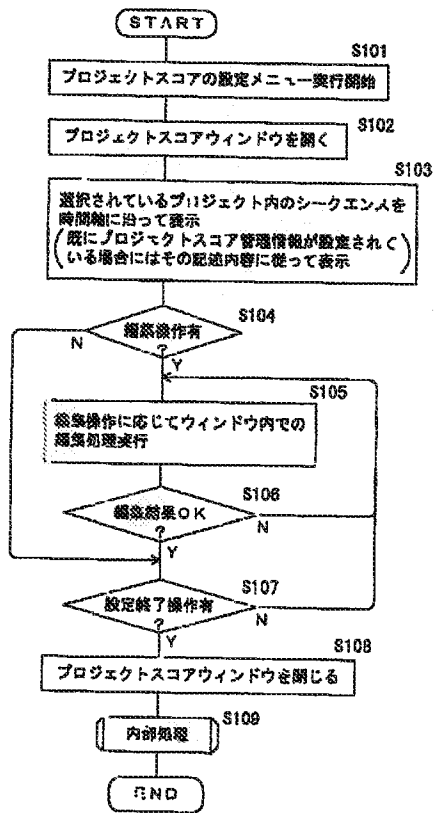 START
S101
プロジェクトスコアの設定メニュー実行開始
S102
プロジェクトスコアウィンドウを開く
S103
選択されているプロジェクト内のシークエンスを
時間軸に沿って表示
(既にプロジェクトスコア管理情報が設定されて
いる場合にはその記述内容に従って表示)
S104
編集操作有
?
N
Y
S105
編集操作に応じてウィンドウ内での
編集処理実行
S106
編集結果OK
?
N
Y
S107
設定終了操作有
?
N
Y
S108
プロジェクトスコアウィンドウを閉じる
S109
内部処理
END